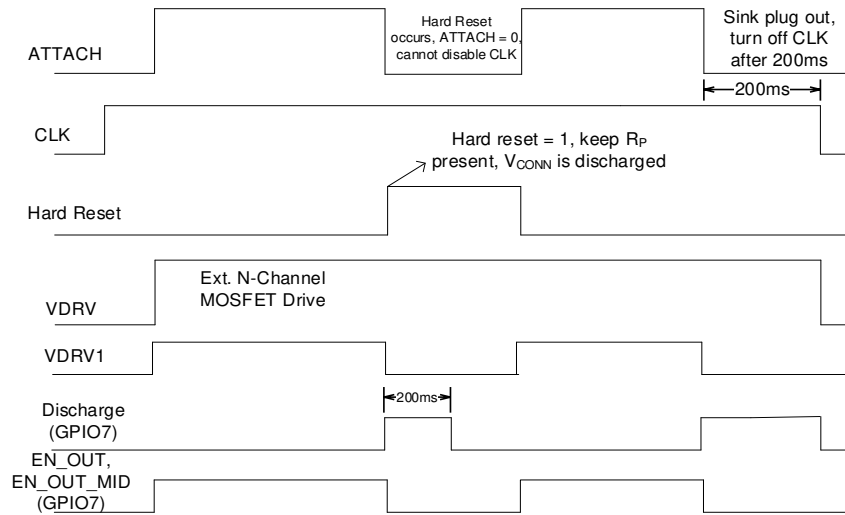 ATTACH
Hard Reset
occurs, ATTACH = 0,
cannot disable CLK
Sink plug out,
turn off CLK
after 200ms
200ms
CLK
Hard reset = 1, keep RP
present, VCONN is discharged
Hard Reset
Ext. N-Channel
MOSFET Drive
VDRV
VDRV1
200ms
Discharge
(GPIO7)
EN_OUT,
EN_OUT_MID
(GPIO7)